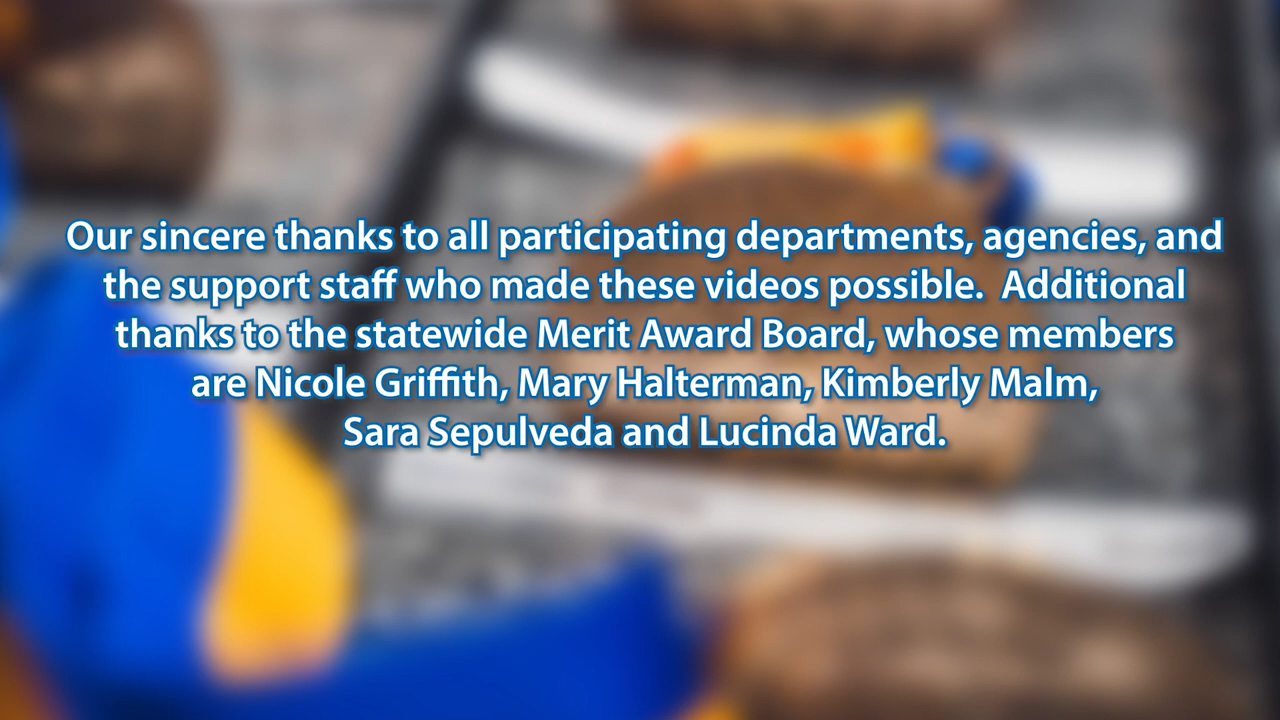 Our sincere thanks to all participating departments, agencies, and
the support staff who made these videos possible.  Additional
thanks to the statewide Merit Award Board, whose members
are Nicole Griffith, Mary Halterman, Kimberly Malm,
Sara Sepulveda and Lucinda Ward.